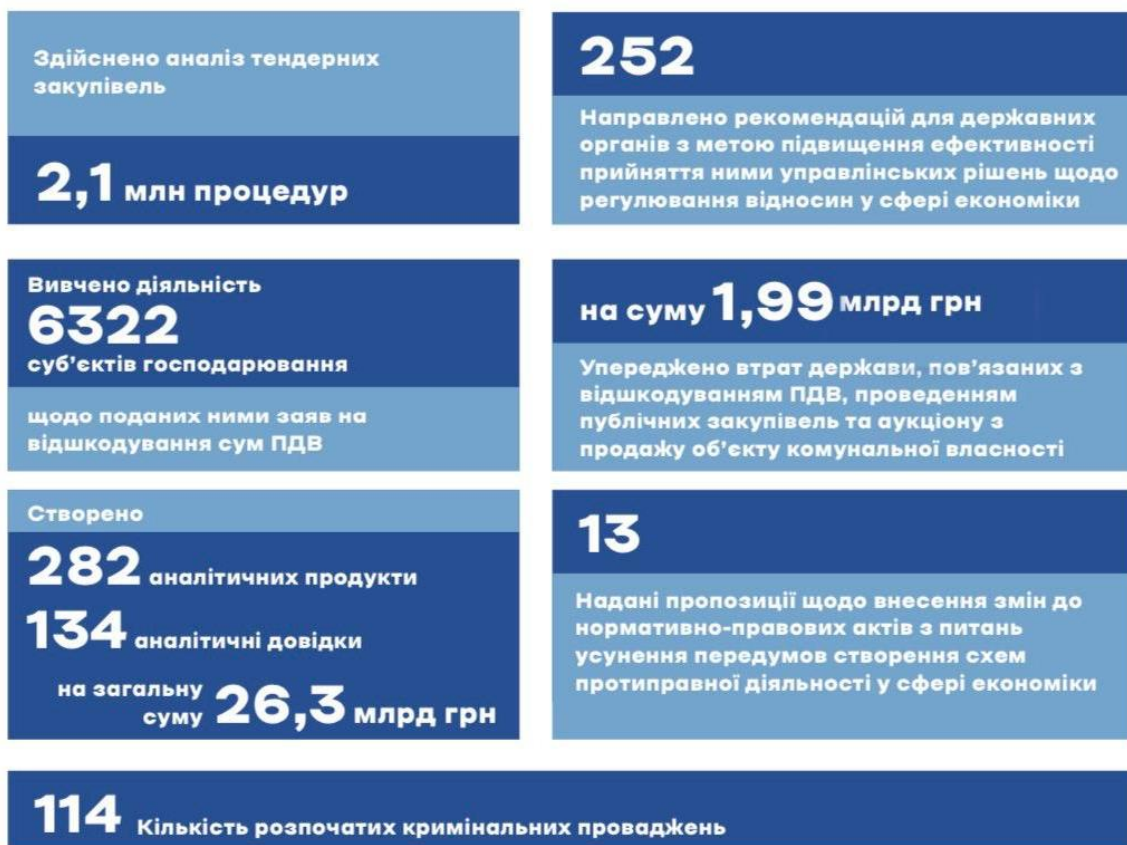 Здійснено аналіз тендерних
закупівель
2,1 млн процедур
252
Направлено рекомендацій для державних
органів з метою підвищення ефективності
прийняття ними управлінських рішень щодо
регулювання відносин у сфері економіки
Вивчено діяльність
6322
суб'єктів господарювання
щодо поданих ними заяв на
відшкодування сум ПДВ
на суму 1,99 млрд грн
Упереджено втрат держави, пов'язаних з
відшкодуванням ПДВ, проведенням
публічних закупівель та аукціону з
продажу об'єкту комунальної власності
Створено
282 аналітичних продукти
134 аналітичні довідки
на загальну
суму 26,3 млрд грн
13
Надані пропозиції щодо внесення змін до
нормативно-правових актів з питань
усунення передумов створення схем
протиправної діяльності у сфері економіки
114 Кількість розпочатих кримінальних проваджень